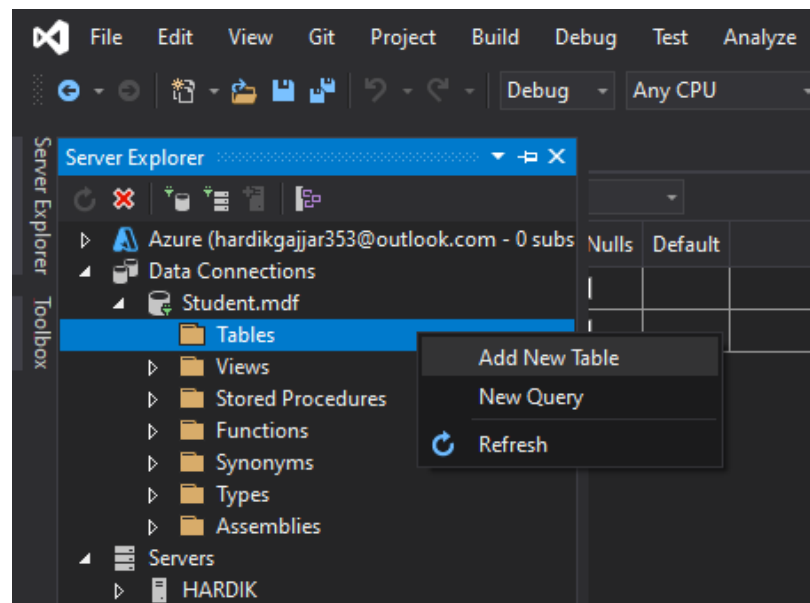 File Edit View Git Project Build Debug Test Analyze
Debug Any CPU
Server Explorer
Toolbox
Server Explorer
Azure (hardikgajjar353@outlook.com - 0 subs
Data Connections
Student.mdf
Tables
Views
Stored Procedures
Functions
Synonyms
Types
Assemblies
Servers
HARDIK
Nulls Default
Add New Table
New Query
Refresh